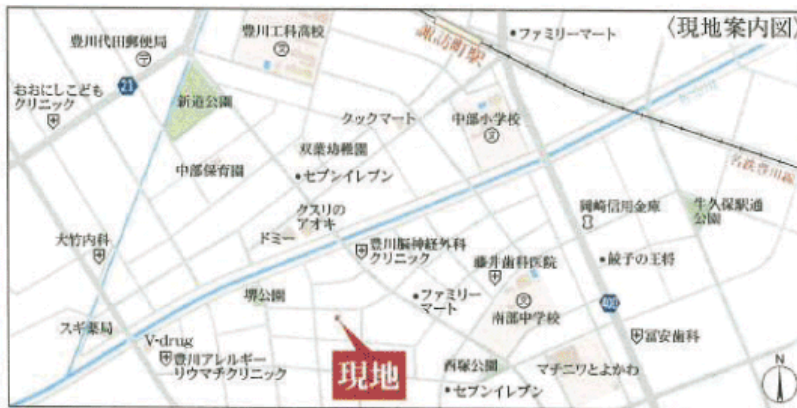 〈現地案内図〉
豊川代田郵便局
豊川工科高校
諏訪町駅
ファミリーマート
21
おおにしこども
クリニック
新道公園
クックマート
中部小学校
双葉幼稚園
中部保育園
セブンイレブン
名鉄豊川線
クスリの
アオキ
岡崎信用金庫
牛久保駅通
公園
大竹内科
ドミー
豊川脳神経外科
クリニック
藤井歯科医院
餃子の王将
堺公園
ファミリー
マート
南部中学校
スギ薬局
V-drug
冨安歯科
豊川アレルギー
リウマチクリニック
現地
西塚公園
マチニワとよかわ
セブンイレブン
N